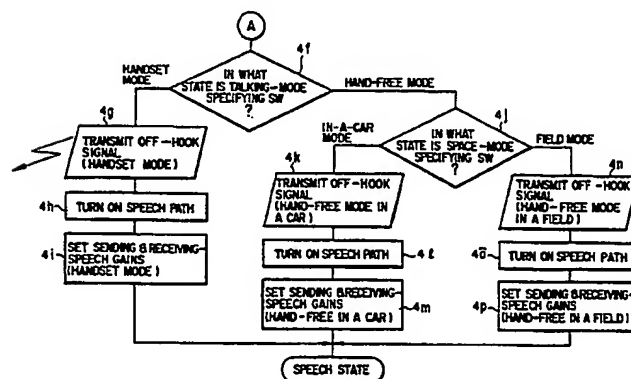 A
4f
HANDSET
MODE
IN WHAT
STATE IS TALKING-MODE
SPECIFYING SW
?
HAND-FREE MODE
4g
TRANSMIT OFF-HOOK
SIGNAL
(HANDSET MODE)
4h
TURN ON SPEECH PATH
4i
SET SENDING & RECEIVING-
SPEECH GAINS
(HANDSET MODE)
4j
IN-A-CAR
MODE
IN WHAT
STATE IS SPACE-MODE
SPECIFYING SW
?
FIELD MODE
4k
TRANSMIT OFF-HOOK
SIGNAL
(HAND-FREE MODE IN
A CAR)
TURN ON SPEECH PATH
4ℓ
SET SENDING & RECEIVING-
SPEECH GAINS
(HAND-FREE IN A CAR)
4m
4n
TRANSMIT OFF-HOOK
SIGNAL (HAND-
FREE MODE
IN A FIELD)
4o
TURN ON SPEECH PATH
4p
SET SENDING & RECEIVING-
SPEECH GAINS
(HAND-FREE IN A FIELD)
SPEECH STATE